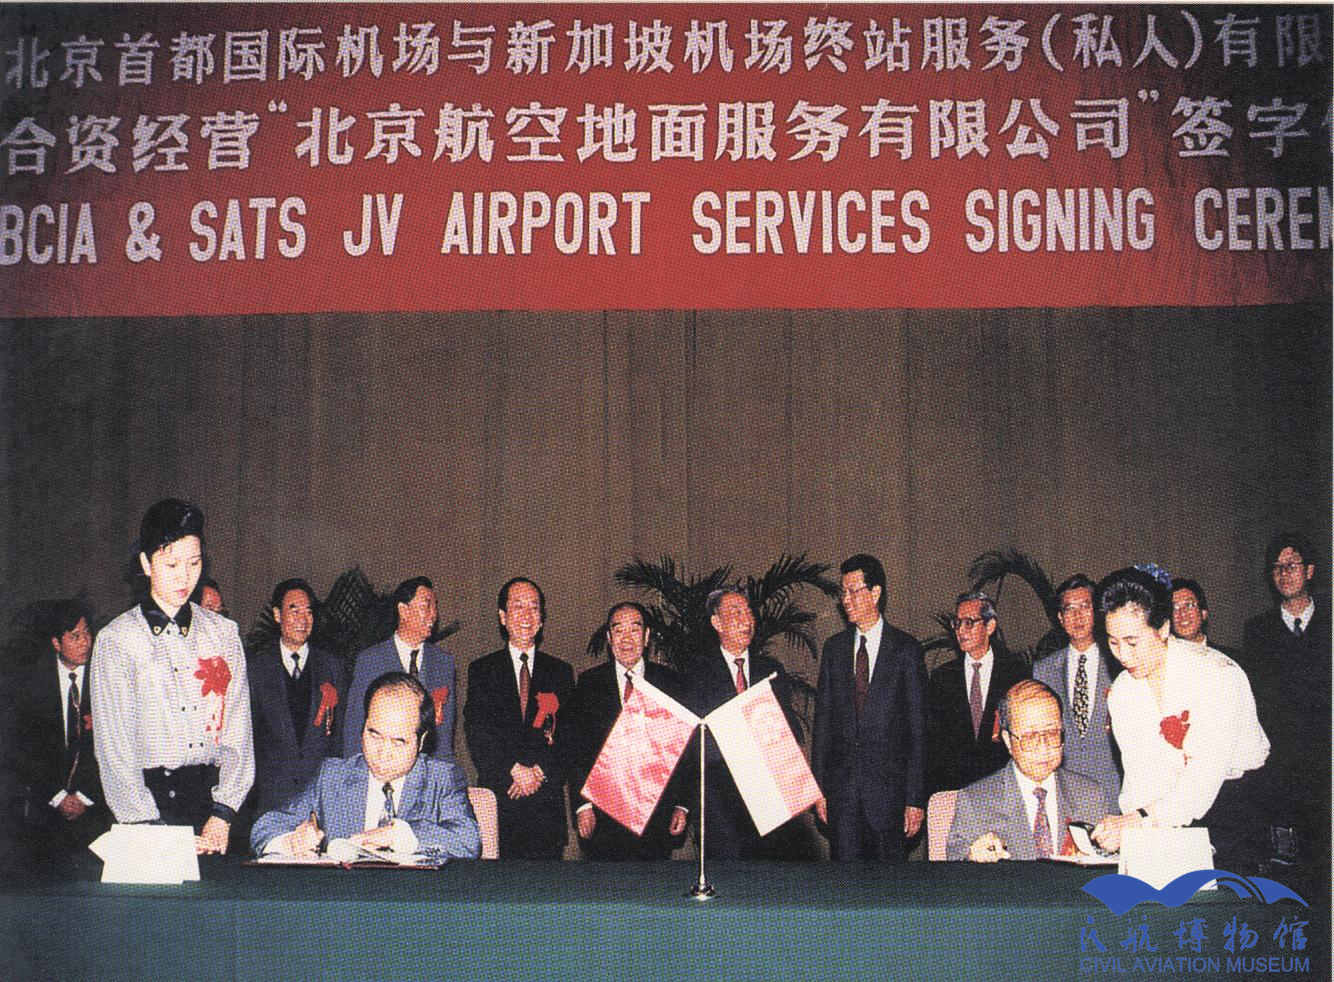 北京首都国际机场与新加坡机场终站服务(私人)有限
合资经营“北京航空地面服务有限公司”签字
BCIA & SATS JV AIRPORT SERVICES SIGNING CEREM
民航博物馆
CIVIL AVIATION MUSEUM